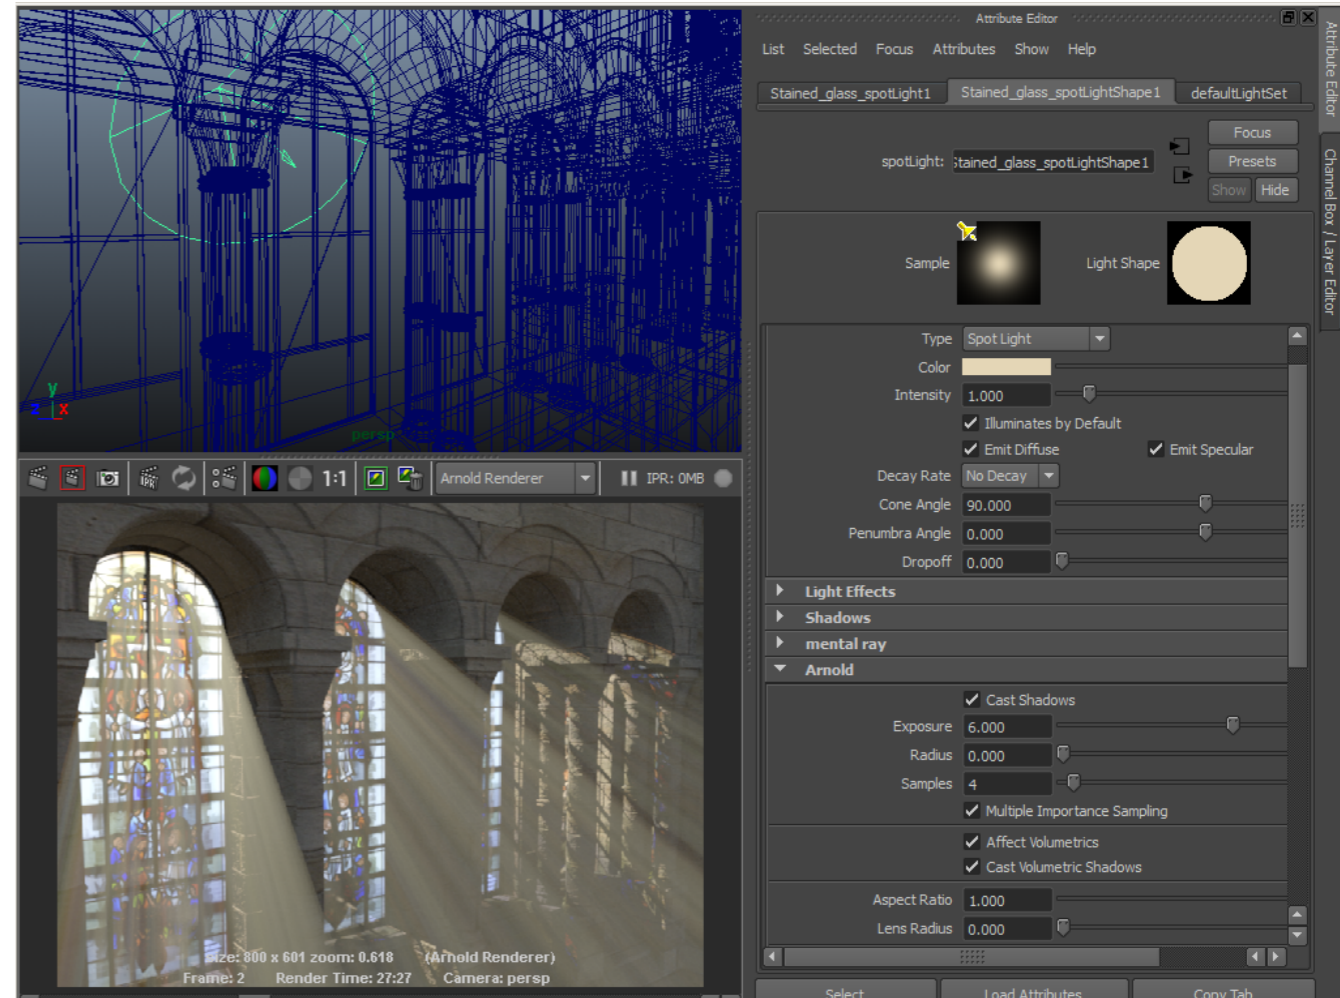 Attribute Editor
List Selected Focus Attributes Show Help
Stained_glass_spotLight1 Stained_glass_spotLightShape1 defaultLightSet
Focus
spotLight: Stained_glass_spotLightShape1 Presets
Show Hide
Sample Light Shape
Type Spot Light
Color
Intensity 1.000
Illuminates by Default
Emit Diffuse Emit Specular
Decay Rate No Decay
Cone Angle 90.000
Penumbra Angle 0.000
Dropoff 0.000
Light Effects
Shadows
mental ray
Arnold
Cast Shadows
Exposure 6.000
Radius 0.000
Samples 4
Multiple Importance Sampling
Affect Volumetrics
Cast Volumetric Shadows
Aspect Ratio 1.000
Lens Radius 0.000
Select Load Attributes Copy Tab
Attribute Editor
Channel Box / Layer Editor
y
z x
persp
IPR 1:1 Arnold Renderer IPR: 0MB
Size: 800 x 601 zoom: 0.618 (Arnold Renderer)
Frame: 2 Render Time: 27:27 Camera: persp